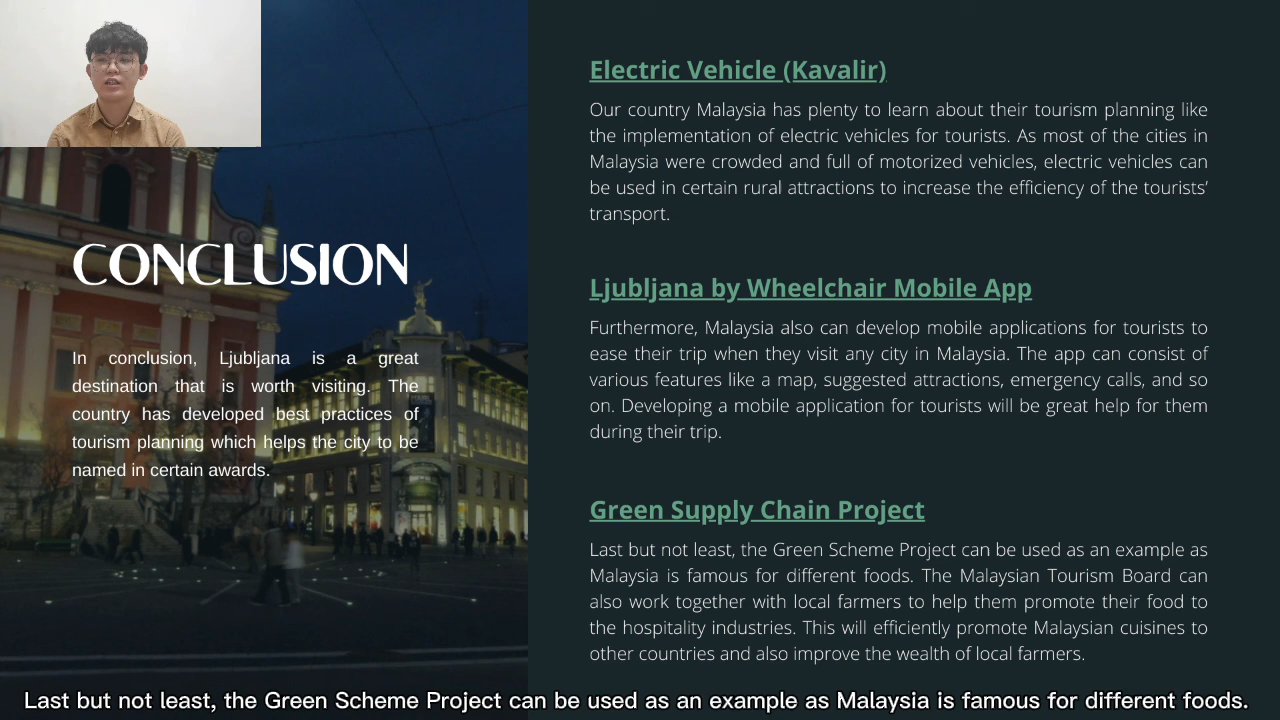 CONCLUSION
In conclusion, Ljubljana is a great
destination that is worth visiting. The
country has developed best practices of
tourism planning which helps the city to be
named in certain awards.
Electric Vehicle (Kavalir)
Our country Malaysia has plenty to learn about their tourism planning like
the implementation of electric vehicles for tourists. As most of the cities in
Malaysia were crowded and full of motorized vehicles, electric vehicles can
be used in certain rural attractions to increase the efficiency of the tourists'
transport.
Ljubljana by Wheelchair Mobile App
Furthermore, Malaysia also can develop mobile applications for tourists to
ease their trip when they visit any city in Malaysia. The app can consist of
various features like a map, suggested attractions, emergency calls, and so
on. Developing a mobile application for tourists will be great help for them
during their trip.
Green Supply Chain Project
Last but not least, the Green Scheme Project can be used as an example as
Malaysia is famous for different foods. The Malaysian Tourism Board can
also work together with local farmers to help them promote their food to
the hospitality industries. This will efficiently promote Malaysian cuisines to
other countries and also improve the wealth of local farmers.
Last but not least, the Green Scheme Project can be used as an example as Malaysia is famous for different foods.